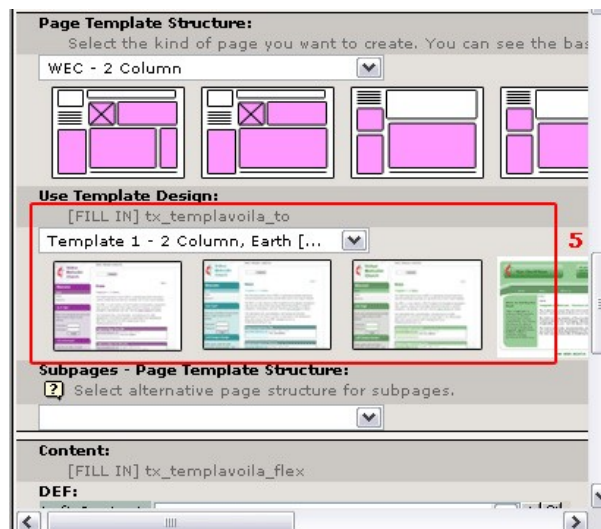 Page Template Structure:
Select the kind of page you want to create. You can see the bas
WEC - 2 Column
Use Template Design:
[FILL IN] tx_templavoila_to
Template 1 - 2 Column, Earth [...
5
Subpages - Page Template Structure:
? Select alternative page structure for subpages.
Content:
[FILL IN] tx_templavoila_flex
DEF: